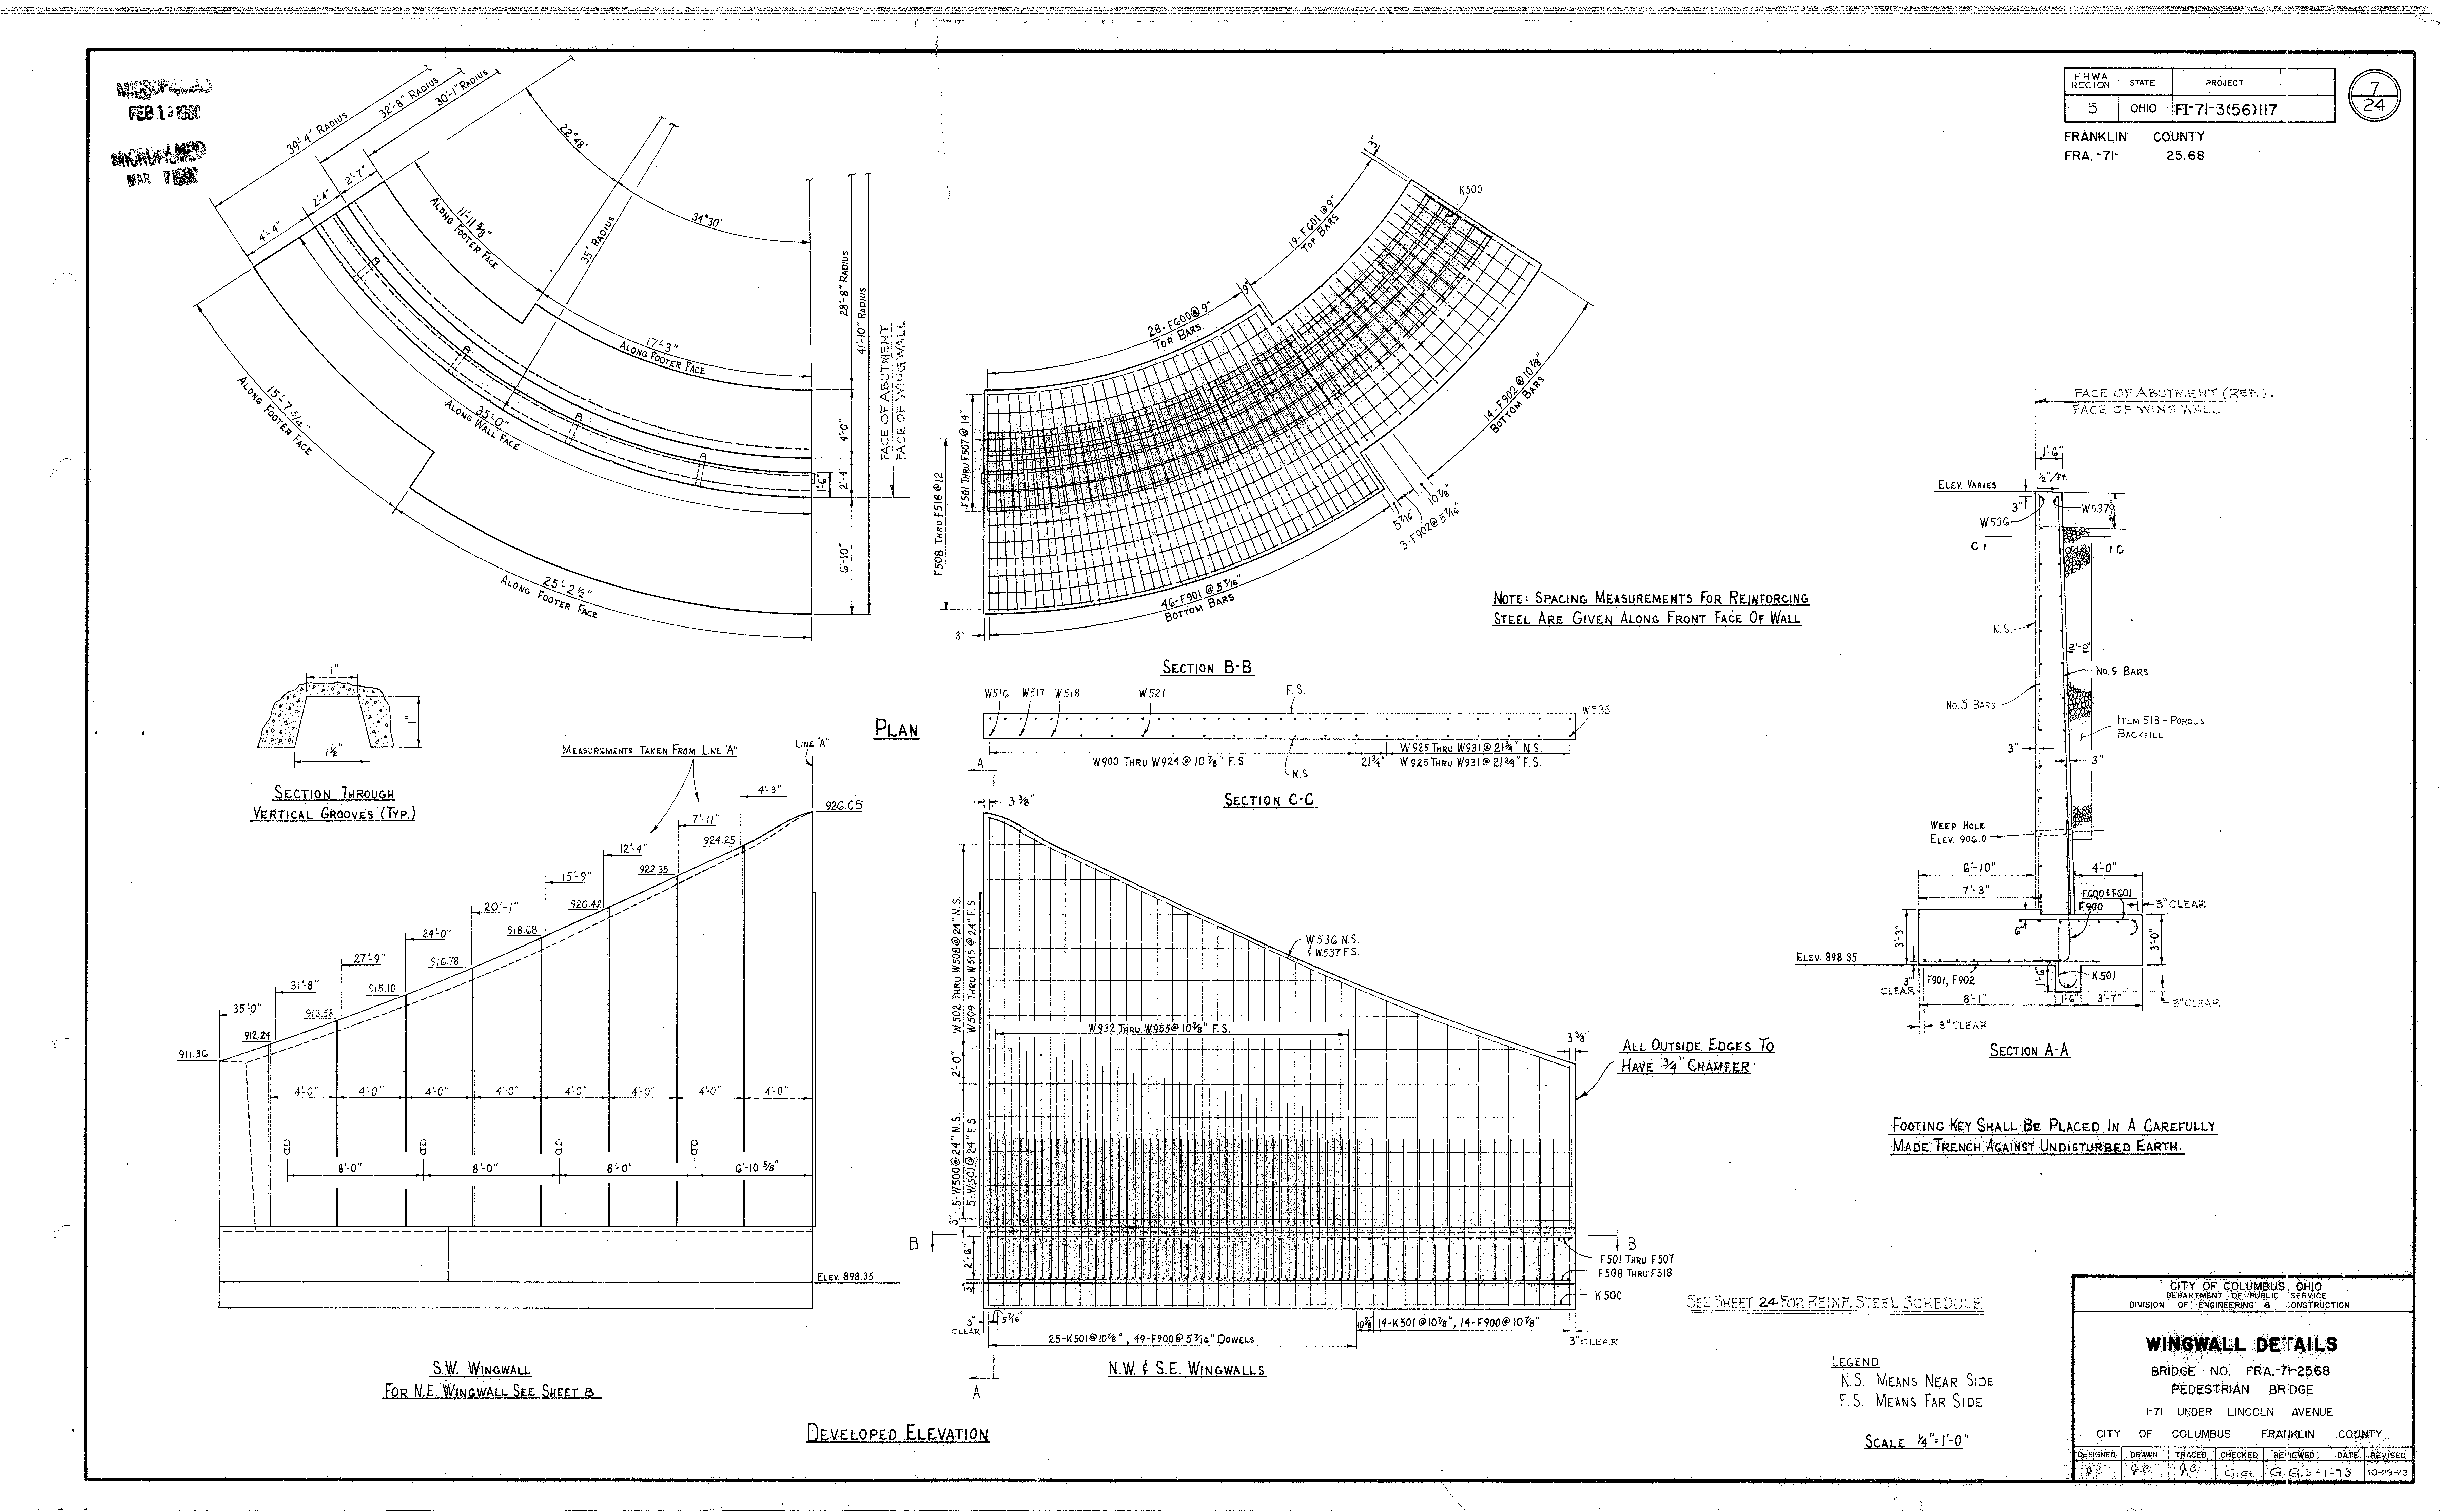 MICROFILMED
FEB 13 1980
MICROFILMED
MAR 7 1980
FHWA REGION
STATE
PROJECT
5
OHIO
FI-71-3(56)117
7
24
FRANKLIN COUNTY
FRA.-71- 25.68
39'-4" RADIUS
32'-8" RADIUS
30'-1" RADIUS
4'-4"
2'-4"
2'-7"
11'-11 5/8"
ALONG FOOTER FACE
22°48'
34°30'
35' RADIUS
28'-8" RADIUS
41'-10" RADIUS
FACE OF ABUTMENT
FACE OF WINGWALL
17'-3"
ALONG FOOTER FACE
35'-0"
ALONG WALL FACE
15'-7 3/4"
ALONG FOOTER FACE
25'-2 1/2"
ALONG FOOTER FACE
A
A
A
A
4'-0"
1'-6"
2'-4"
6'-10"
3"
K500
19-F601 @ 9"
TOP BARS
9"
28-F600 @ 9"
TOP BARS
F501 THRU F507 @ 14"
F508 THRU F518 @ 12
14-F902 @ 10 7/8"
BOTTOM BARS
10 7/8"
5 7/16"
3-F902 @ 5 7/16"
46-F901 @ 5 7/16"
BOTTOM BARS
3"
SECTION B-B
NOTE: SPACING MEASUREMENTS FOR REINFORCING
STEEL ARE GIVEN ALONG FRONT FACE OF WALL
PLAN
W516
W517
W518
W521
F.S.
W535
N.S.
W900 THRU W924 @ 10 7/8" F.S.
21 3/4"
W925 THRU W931 @ 21 3/4" N.S.
W925 THRU W931 @ 21 3/4" F.S.
SECTION C-C
1"
1"
1 1/2"
SECTION THROUGH
VERTICAL GROOVES (TYP.)
MEASUREMENTS TAKEN FROM LINE "A"
LINE "A"
4'-3"
926.05
7'-11"
924.25
12'-4"
922.35
15'-9"
920.42
20'-1"
918.68
24'-0"
916.78
27'-9"
915.10
31'-8"
913.58
35'-0"
912.24
911.36
4'-0"
4'-0"
4'-0"
4'-0"
4'-0"
4'-0"
4'-0"
4'-0"
8'-0"
8'-0"
8'-0"
6'-10 5/8"
ELEV. 898.35
S.W. WINGWALL
FOR N.E. WINGWALL SEE SHEET 8
A
3 3/8"
W502 THRU W508 @ 24" N.S
W509 THRU W515 @ 24" F.S
W536 N.S.
& W537 F.S.
W932 THRU W955 @ 10 7/8" F.S.
2'-0"
5-W500 @ 24" N.S.
5-W501 @ 24" F.S.
3"
3 3/8"
ALL OUTSIDE EDGES TO
HAVE 3/4" CHAMFER
B
B
2'-6"
3"
F501 THRU F507
F508 THRU F518
K500
3"
CLEAR
5 7/16"
25-K501 @ 10 7/8", 49-F900 @ 5 7/16" DOWELS
10 7/8"
14-K501 @ 10 7/8", 14-F900 @ 10 7/8"
3" CLEAR
A
N.W. & S.E. WINGWALLS
DEVELOPED ELEVATION
SEE SHEET 24 FOR REINF. STEEL SCHEDULE
FACE OF ABUTMENT (REF.).
FACE OF WING WALL
1'-6"
1/2"/FT.
ELEV. VARIES
3"
W536
W537
2'-0"
C
C
N.S.
2'-0"
NO. 9 BARS
NO. 5 BARS
ITEM 518 - POROUS
BACKFILL
3"
3"
WEEP HOLE
ELEV. 906.0
6'-10"
4'-0"
7'-3"
F600 & F601
F900
3" CLEAR
6"
3'-3"
3'-0"
ELEV. 898.35
3"
CLEAR
F901, F902
1'-6"
K501
8'-1"
1'-6"
3'-7"
3" CLEAR
3" CLEAR
SECTION A-A
FOOTING KEY SHALL BE PLACED IN A CAREFULLY
MADE TRENCH AGAINST UNDISTURBED EARTH.
LEGEND
N.S. MEANS NEAR SIDE
F.S. MEANS FAR SIDE
SCALE 1/4"=1'-0"
CITY OF COLUMBUS, OHIO
DEPARTMENT OF PUBLIC SERVICE
DIVISION OF ENGINEERING & CONSTRUCTION
WINGWALL DETAILS
BRIDGE NO. FRA.-71-2568
PEDESTRIAN BRIDGE
I-71 UNDER LINCOLN AVENUE
CITY OF COLUMBUS FRANKLIN COUNTY
DESIGNED DRAWN TRACED CHECKED REVIEWED DATE REVISED
J.C. J.C. J.C. G.G. G.G. 3-1-73 10-29-73